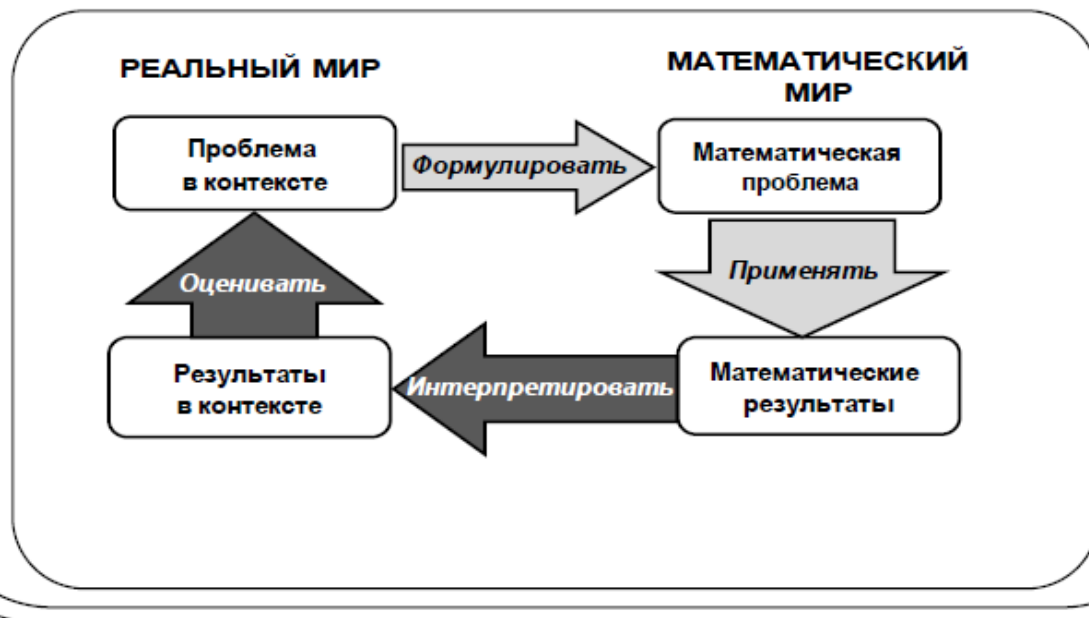 РЕАЛЬНЫЙ МИР
МАТЕМАТИЧЕСКИЙ
МИР
Проблема
в контексте
Формулировать
Математическая
проблема
Оценивать
Применять
Результаты
в контексте
Интерпретировать
Математические
результаты